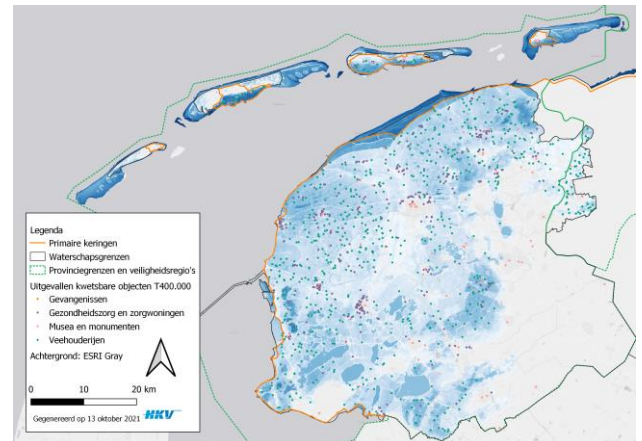 Legenda
Primaire keringen
Waterschapsgrenzen
Provinciegrenzen en veiligheidsregio's
Uitgevallen kwetsbare objecten T400.000
Gevangenissen
Gezondheidszorg en zorgwoningen
Musea en monumenten
Veehouderijen
Achtergrond: ESRI Gray
0 10 20 km
Gegenereerd op 13 oktober 2021 HKV